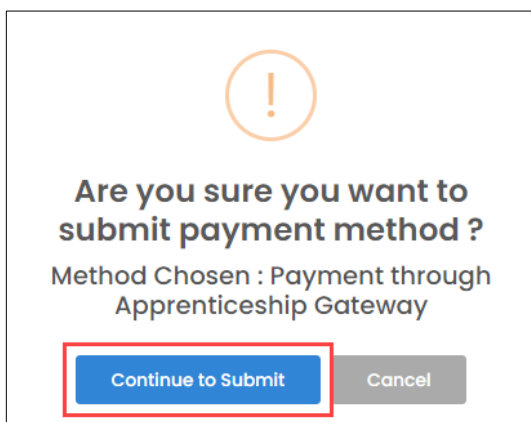 !
Are you sure you want to
submit payment method ?
Method Chosen : Payment through
Apprenticeship Gateway
Continue to Submit
Cancel